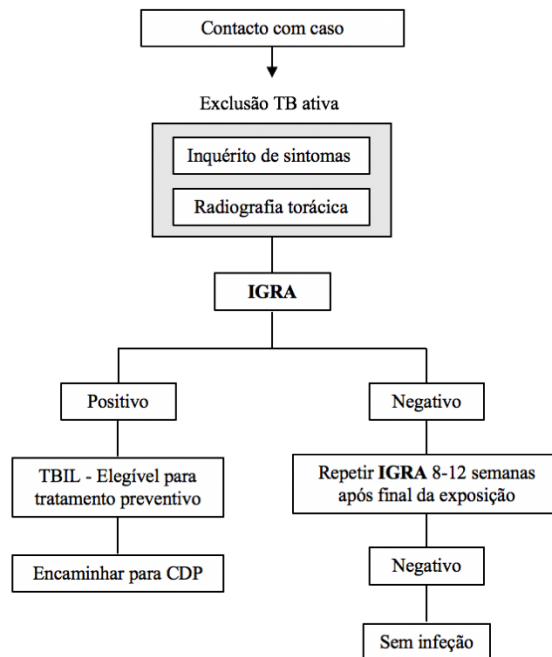 Contacto com caso
Exclusão TB ativa
Inquérito de sintomas
Radiografia torácica
IGRA
Positivo
Negativo
TBIL - Elegível para
tratamento preventivo
Repetir IGRA 8-12 semanas
após final da exposição
Encaminhar para CDP
Negativo
Sem infeção